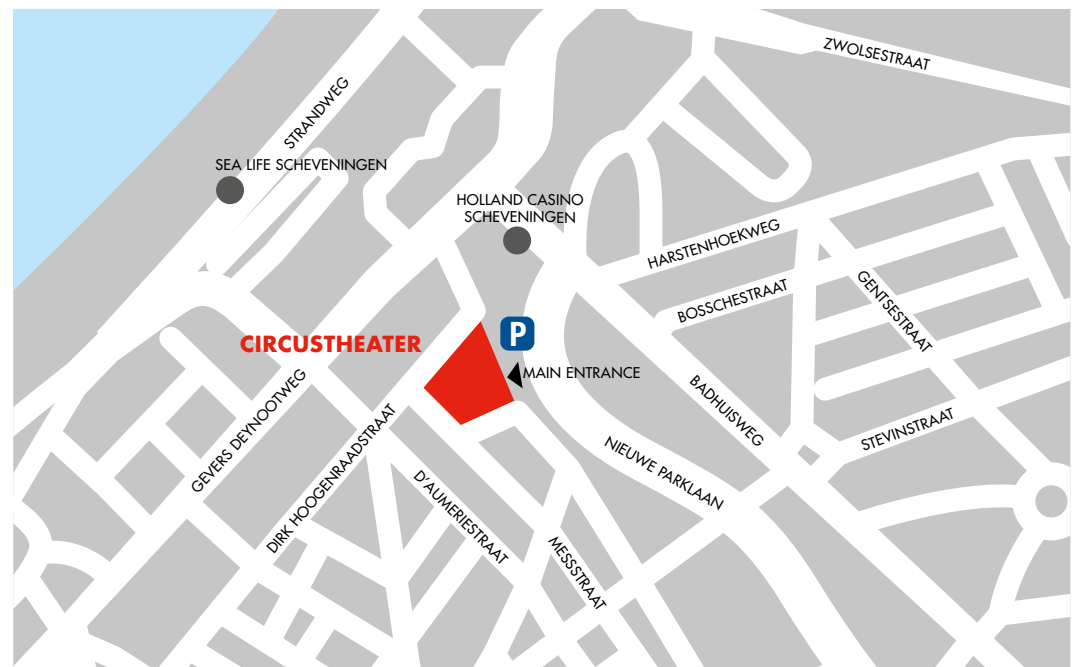 ZWOLSESTRAAT
STRANDWEG
SEA LIFE SCHEVENINGEN
HOLLAND CASINO
SCHEVENINGEN
HARSTENHOEKWEG
BOSSCHESTRAAT
GENTSESTRAAT
P
CIRCUSTHEATER
MAIN ENTRANCE
GEVERS DEYNOOTWEG
BADHUISWEG
STEVINSTRAAT
DIRK HOOGENRAADSTRAAT
NIEUWE PARKLAAN
D'AUMERIESTRAAT
MESSSTRAAT